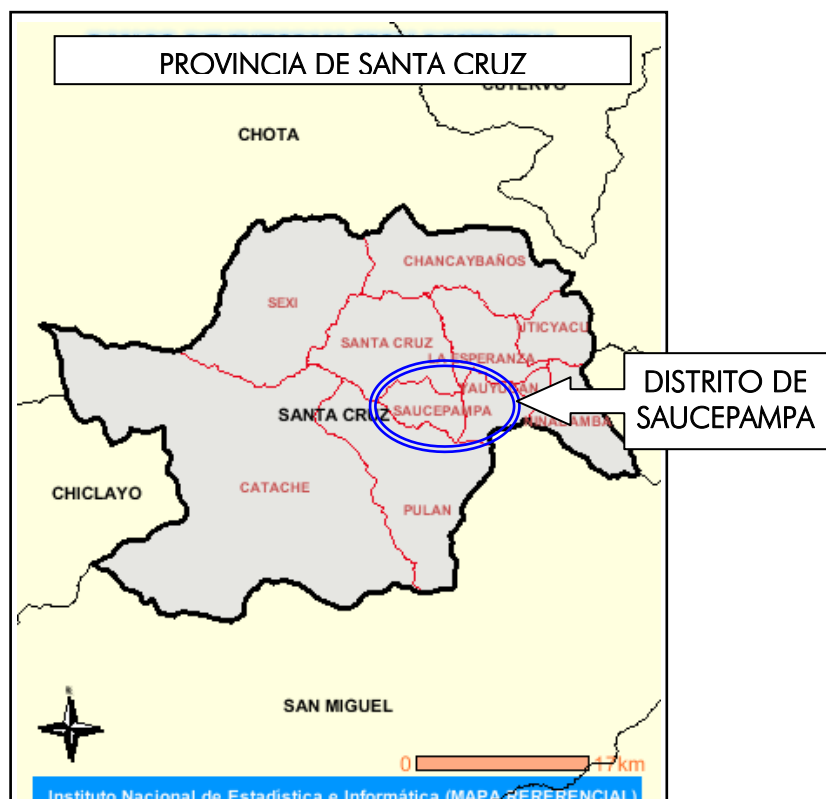 PROVINCIA DE SANTA CRUZ
CUTERVO
CHOTA
CHANCAYBAÑOS
SEXI
UTICYACU
SANTA CRUZ
LA ESPERANZA
DISTRITO DE
SAUCEPAMPA
YAUYUCAN
SANTA CRUZ
SAUCEPAMPA
NINABAMBA
CHICLAYO
CATACHE
PULAN
SAN MIGUEL
N
0 17km
Instituto Nacional de Estadística e Informática (MAPA REFERENCIAL)